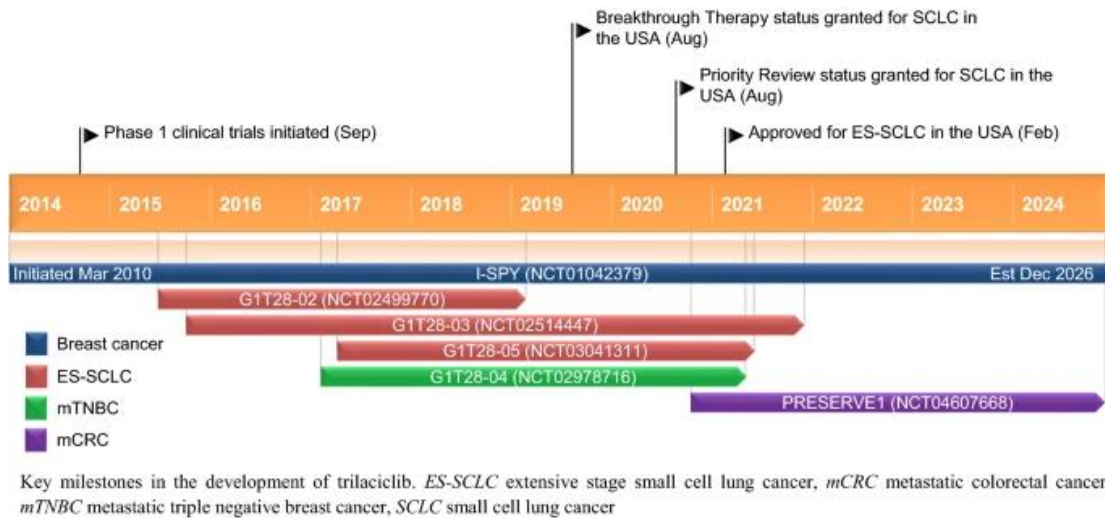 Breakthrough Therapy status granted for SCLC in
the USA (Aug)
Priority Review status granted for SCLC in the
USA (Aug)
Phase 1 clinical trials initiated (Sep)
Approved for ES-SCLC in the USA (Feb)
2014 2015 2016 2017 2018 2019 2020 2021 2022 2023 2024
Initiated Mar 2010 I-SPY (NCT01042379) Est Dec 2026
G1T28-02 (NCT02499770)
G1T28-03 (NCT02514447)
G1T28-05 (NCT03041311)
G1T28-04 (NCT02978716)
PRESERVE1 (NCT04607668)
Breast cancer
ES-SCLC
mTNBC
mCRC
Key milestones in the development of trilaciclib. ES-SCLC extensive stage small cell lung cancer, mCRC metastatic colorectal cancer
mTNBC metastatic triple negative breast cancer, SCLC small cell lung cancer